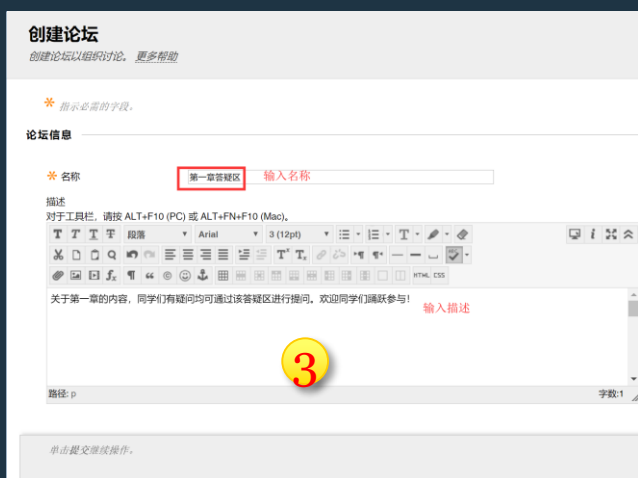 创建论坛
创建论坛以组织讨论。 更多帮助
* 指示必需的字段。
论坛信息
* 名称 第一章答疑区 输入名称
描述
对于工具栏，请按 ALT+F10 (PC) 或 ALT+FN+F10 (Mac)。
T T T T 段落 Arial 3 (12pt) T
T× T× ¶ ¶
fx ¶ “ © HTML CSS
关于第一章的内容，同学们有疑问均可通过该答疑区进行提问。欢迎同学们踊跃参与！
输入描述
3
路径: p 字数:1
单击提交继续操作。